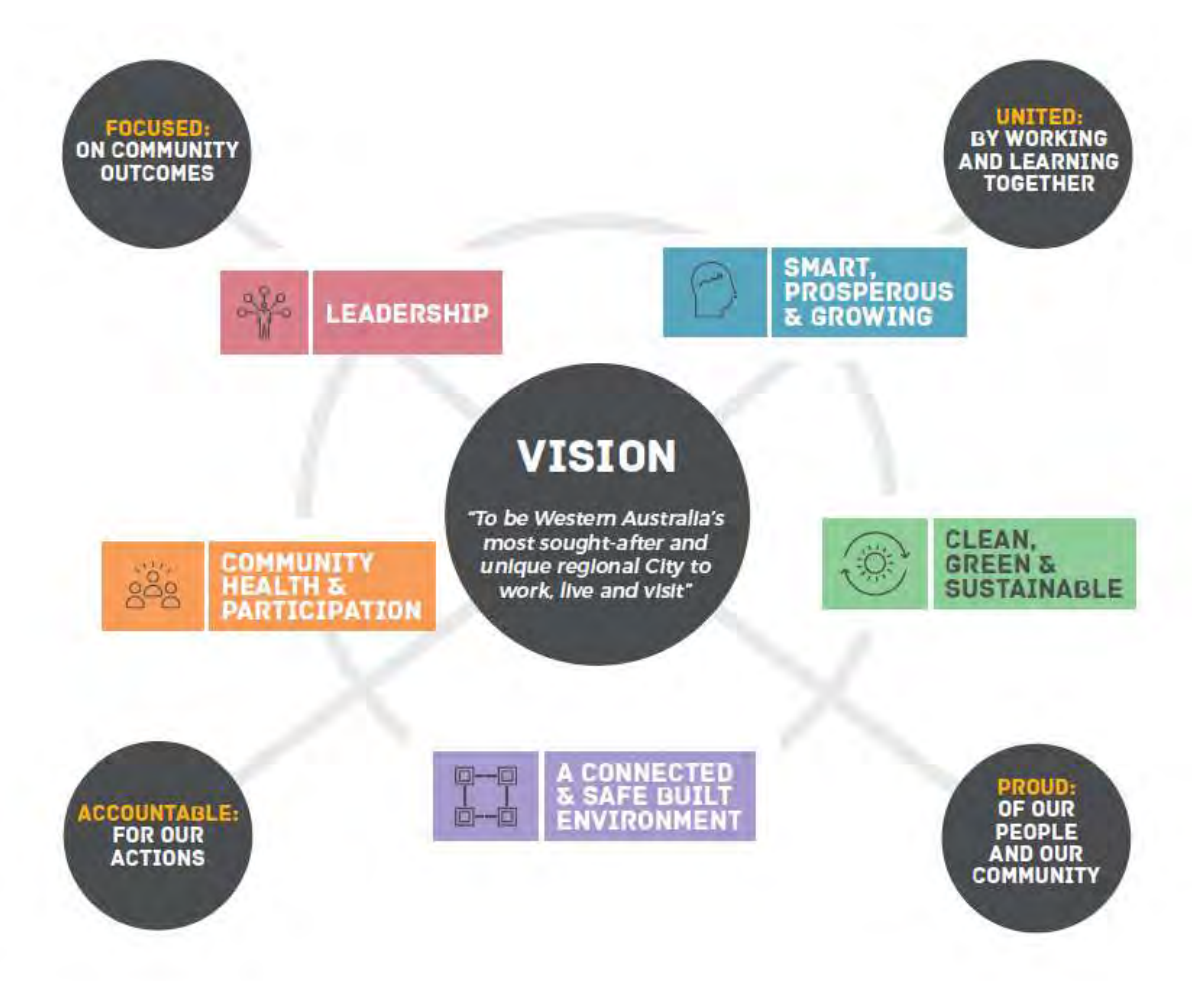 FOCUSED:
ON COMMUNITY
OUTCOMES
UNITED:
BY WORKING
AND LEARNING
TOGETHER
LEADERSHIP
SMART,
PROSPEROUS
& GROWING
VISION
"To be Western Australia's
most sought-after and
unique regional City to
work, live and visit"
COMMUNITY
HEALTH &
PARTICIPATION
CLEAN,
GREEN &
SUSTAINABLE
A CONNECTED
& SAFE BUILT
ENVIRONMENT
ACCOUNTABLE:
FOR OUR
ACTIONS
PROUD:
OF OUR
PEOPLE
AND OUR
COMMUNITY